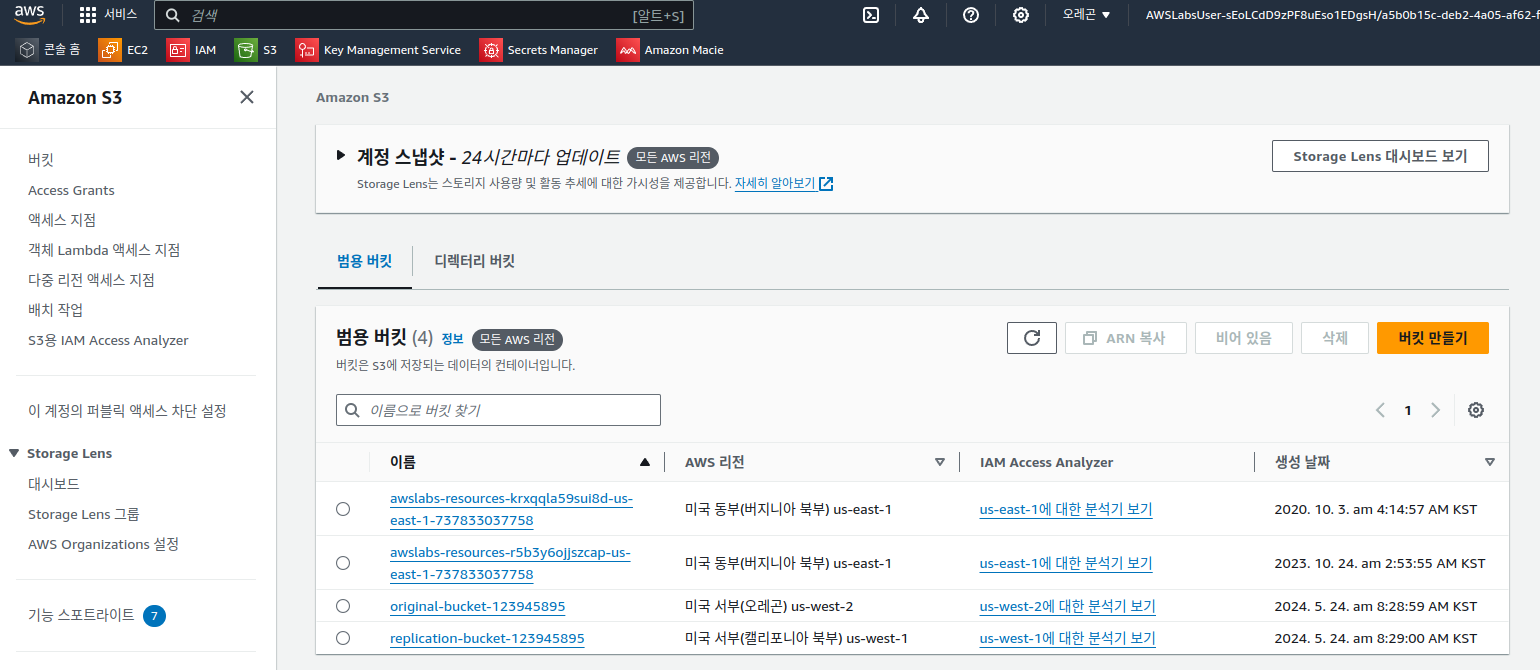 aws
서비스
검색
[알트+S]
오레곤 ▼
AWSLabsUser-sEoLCdD9zPF8uEso1EDgsH/a5b0b15c-deb2-4a05-af62-f
콘솔 홈
EC2
IAM
S3
Key Management Service
Secrets Manager
Amazon Macie
Amazon S3
버킷
Access Grants
액세스 지점
객체 Lambda 액세스 지점
다중 리전 액세스 지점
배치 작업
S3용 IAM Access Analyzer
이 계정의 퍼블릭 액세스 차단 설정
Storage Lens
대시보드
Storage Lens 그룹
AWS Organizations 설정
기능 스포트라이트 7
Amazon S3
계정 스냅샷 - 24시간마다 업데이트 모든 AWS 리전
Storage Lens는 스토리지 사용량 및 활동 추세에 대한 가시성을 제공합니다. 자세히 알아보기
Storage Lens 대시보드 보기
범용 버킷
디렉터리 버킷
범용 버킷 (4) 정보 모든 AWS 리전
버킷은 S3에 저장되는 데이터의 컨테이너입니다.
ARN 복사
비어 있음
삭제
버킷 만들기
이름으로 버킷 찾기
1
이름
AWS 리전
IAM Access Analyzer
생성 날짜
awslabs-resources-krxqqla59sui8d-us-
east-1-737833037758
미국 동부(버지니아 북부) us-east-1
us-east-1에 대한 분석기 보기
2020. 10. 3. am 4:14:57 AM KST
awslabs-resources-r5b3y6ojjszcap-us-
east-1-737833037758
미국 동부(버지니아 북부) us-east-1
us-east-1에 대한 분석기 보기
2023. 10. 24. am 2:53:55 AM KST
original-bucket-123945895
미국 서부(오레곤) us-west-2
us-west-2에 대한 분석기 보기
2024. 5. 24. am 8:28:59 AM KST
replication-bucket-123945895
미국 서부(캘리포니아 북부) us-west-1
us-west-1에 대한 분석기 보기
2024. 5. 24. am 8:29:00 AM KST